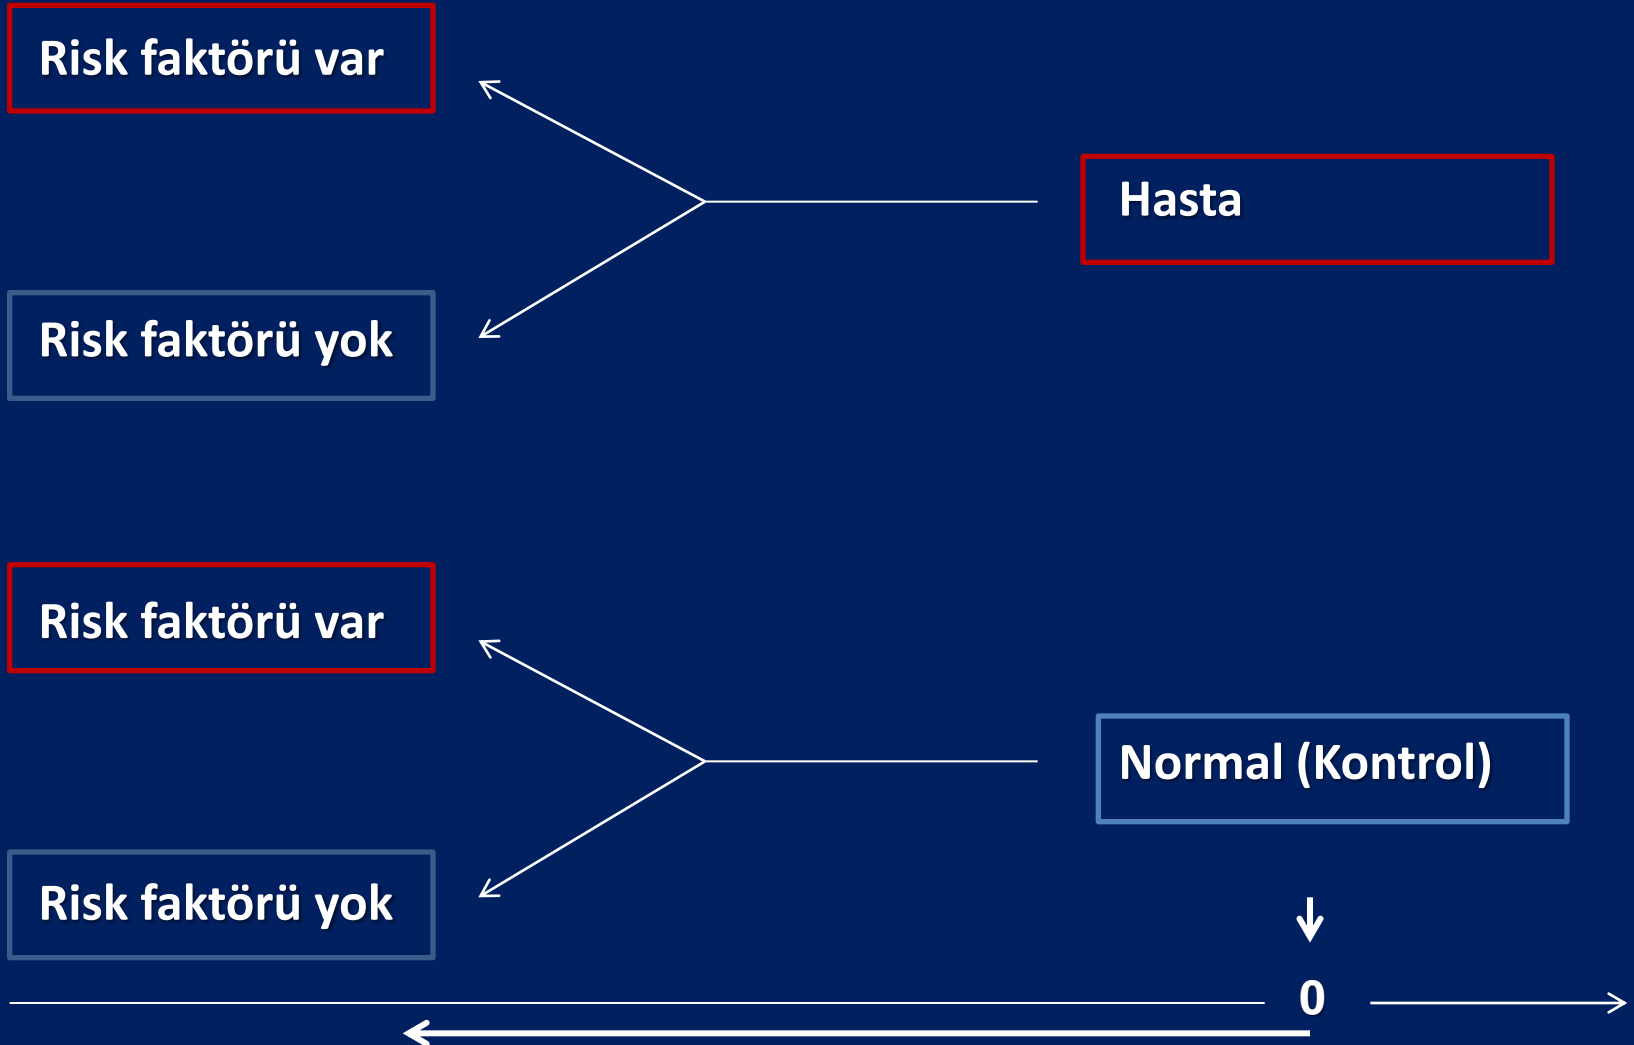 Risk faktörü var
Hasta
Risk faktörü yok
Risk faktörü var
Normal (Kontrol)
Risk faktörü yok
0